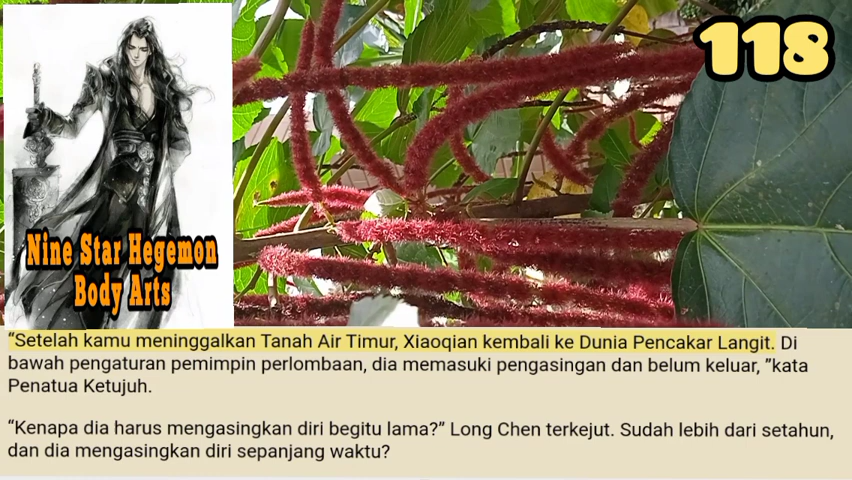 118
Nine Star Hegemon
Body Arts
“Setelah kamu meninggalkan Tanah Air Timur, Xiaoqian kembali ke Dunia Pencakar Langit. Di
bawah pengaturan pemimpin perlombaan, dia memasuki pengasingan dan belum keluar, ”kata
Penatua Ketujuh.
“Kenapa dia harus mengasingkan diri begitu lama?” Long Chen terkejut. Sudah lebih dari setahun,
dan dia mengasingkan diri sepanjang waktu?